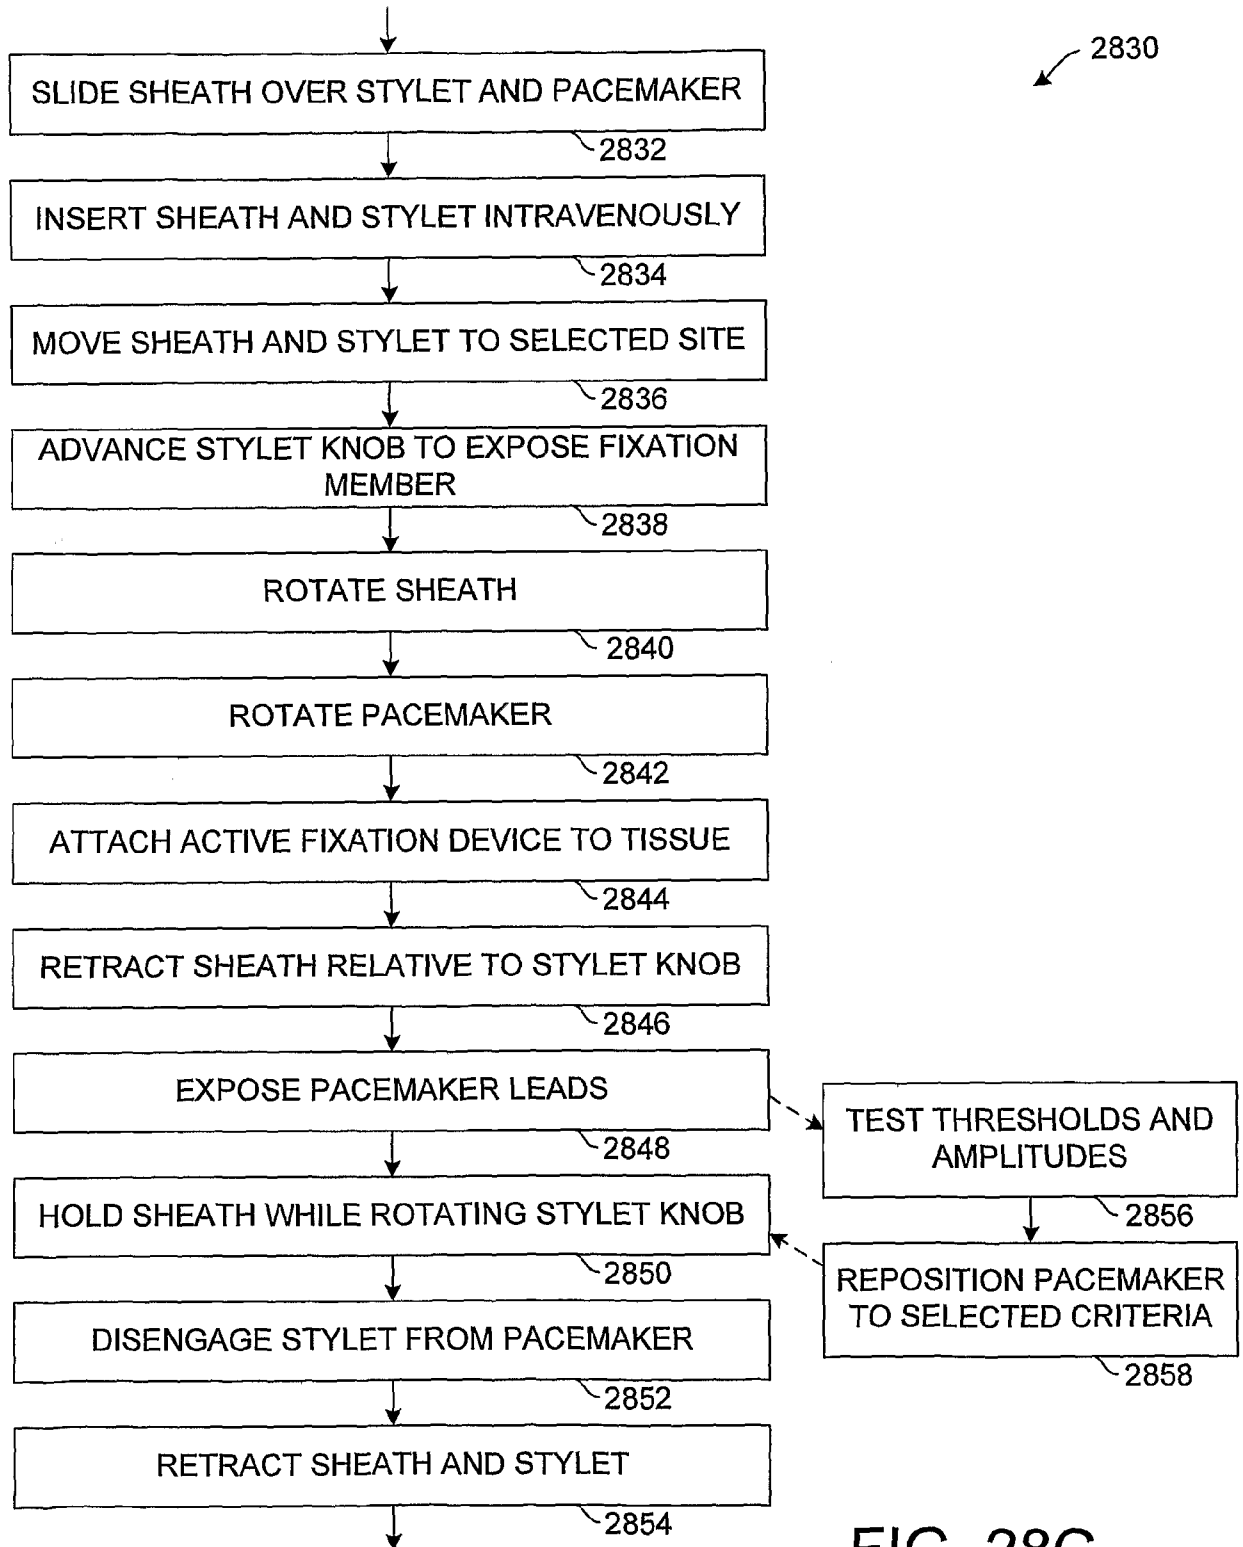 2830
SLIDE SHEATH OVER STYLET AND PACEMAKER
2832
INSERT SHEATH AND STYLET INTRAVENOUSLY
2834
MOVE SHEATH AND STYLET TO SELECTED SITE
2836
ADVANCE STYLET KNOB TO EXPOSE FIXATION
MEMBER
2838
ROTATE SHEATH
2840
ROTATE PACEMAKER
2842
ATTACH ACTIVE FIXATION DEVICE TO TISSUE
2844
RETRACT SHEATH RELATIVE TO STYLET KNOB
2846
EXPOSE PACEMAKER LEADS
2848
TEST THRESHOLDS AND
AMPLITUDES
2856
HOLD SHEATH WHILE ROTATING STYLET KNOB
2850
REPOSITION PACEMAKER
TO SELECTED CRITERIA
2858
DISENGAGE STYLET FROM PACEMAKER
2852
RETRACT SHEATH AND STYLET
2854
FIG. 28C